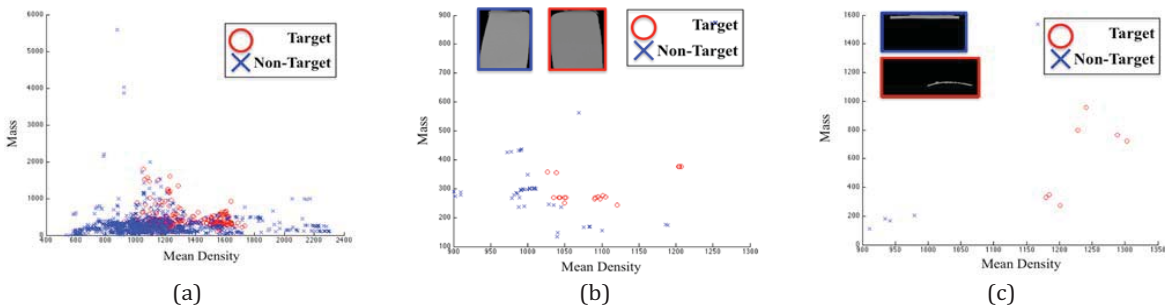 6000
5000
4000
3000
2000
1000
0
Mass
Target
Non-Target
400 600 800 1000 1200 1400 1600 1800 2000 2200 2400
Mean Density
(a)
900
800
700
600
500
400
300
200
100
Mass
Target
Non-Target
900 950 1000 1050 1100 1150 1200 1250 1300
Mean Density
(b)
1600
1400
1200
1000
800
600
400
200
0
Mass
Target
Non-Target
900 950 1000 1050 1100 1150 1200 1250 1300 1350
Mean Density
(c)